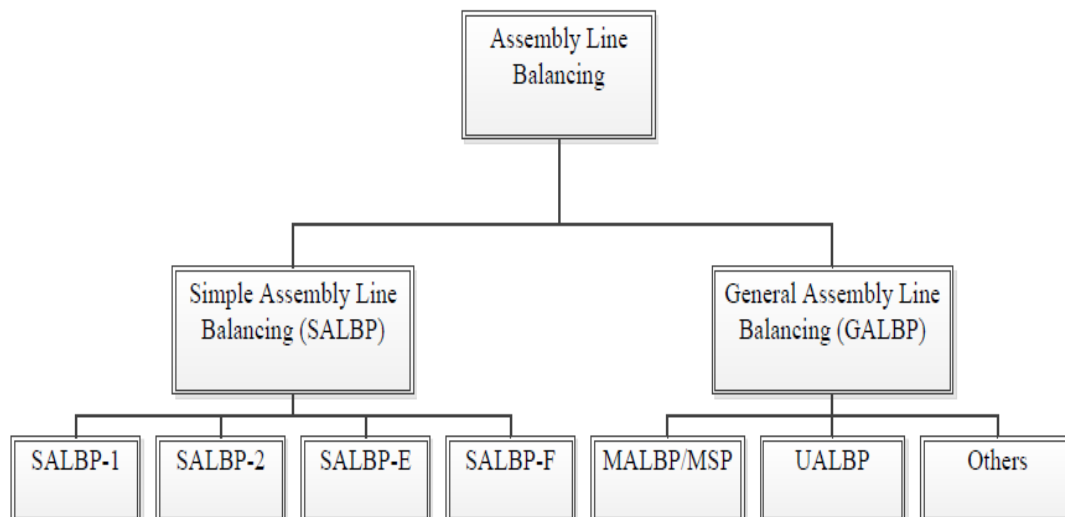 Assembly Line
Balancing
Simple Assembly Line
Balancing (SALBP)
General Assembly Line
Balancing (GALBP)
SALBP-1
SALBP-2
SALBP-E
SALBP-F
MALBP/MSP
UALBP
Others